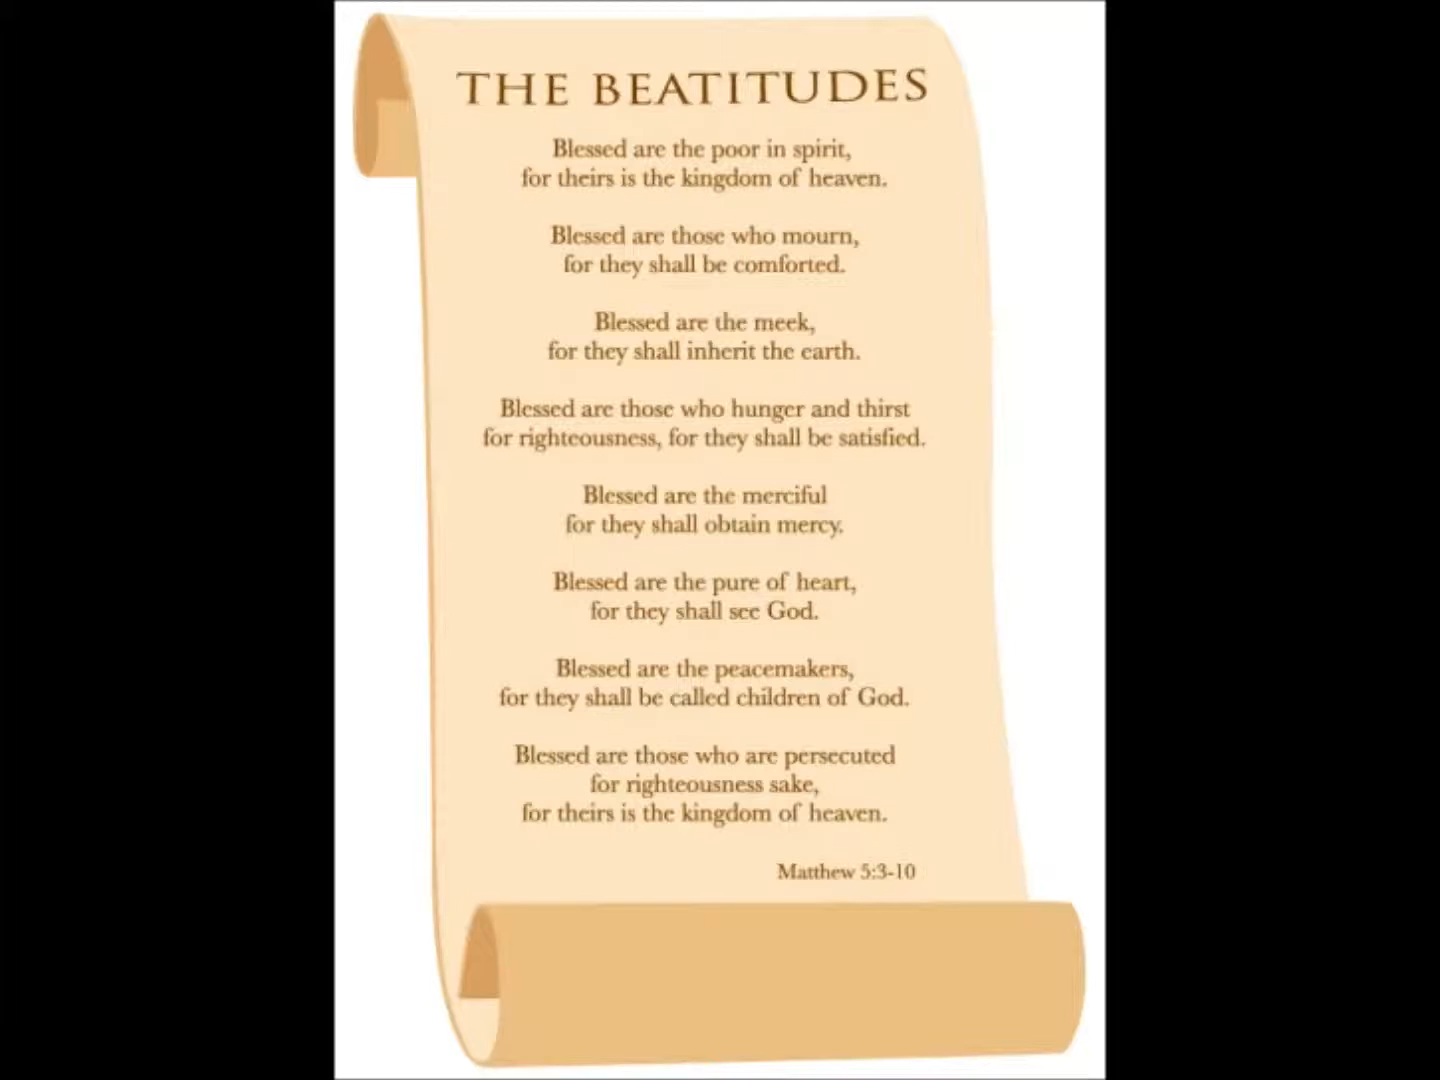 THE BEATITUDES
Blessed are the poor in spirit,
for theirs is the kingdom of heaven.
Blessed are those who mourn,
for they shall be comforted.
Blessed are the meek,
for they shall inherit the earth.
Blessed are those who hunger and thirst
for righteousness, for they shall be satisfied.
Blessed are the merciful
for they shall obtain mercy.
Blessed are the pure of heart,
for they shall see God.
Blessed are the peacemakers,
for they shall be called children of God.
Blessed are those who are persecuted
for righteousness sake,
for theirs is the kingdom of heaven.
Matthew 5:3-10